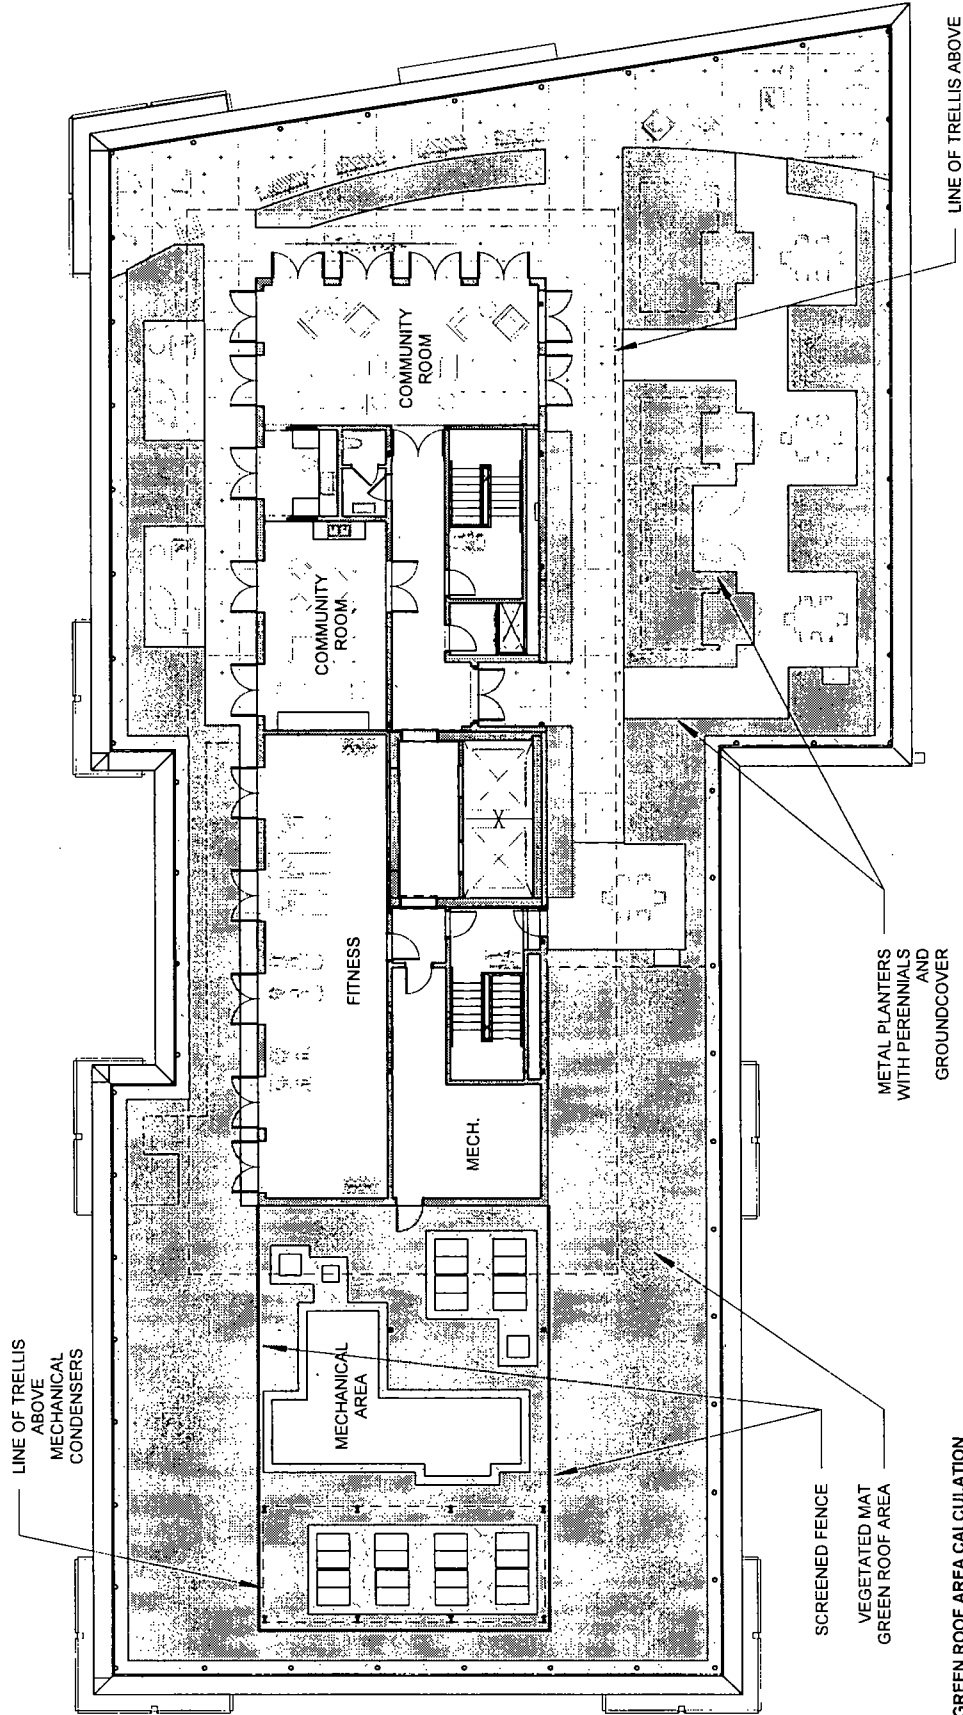 LINE OF TRELLIS
ABOVE
MECHANICAL
CONDENSERS
MECHANICAL
AREA
MECH.
FITNESS
COMMUNITY
ROOM
COMMUNITY
ROOM
SCREENED FENCE
VEGETATED MAT
GREEN ROOF AREA
METAL PLANTERS
WITH PERENNIALS
AND
GROUNDCOVER
LINE OF TRELLIS ABOVE
GREEN ROOF AREA CALCULATION